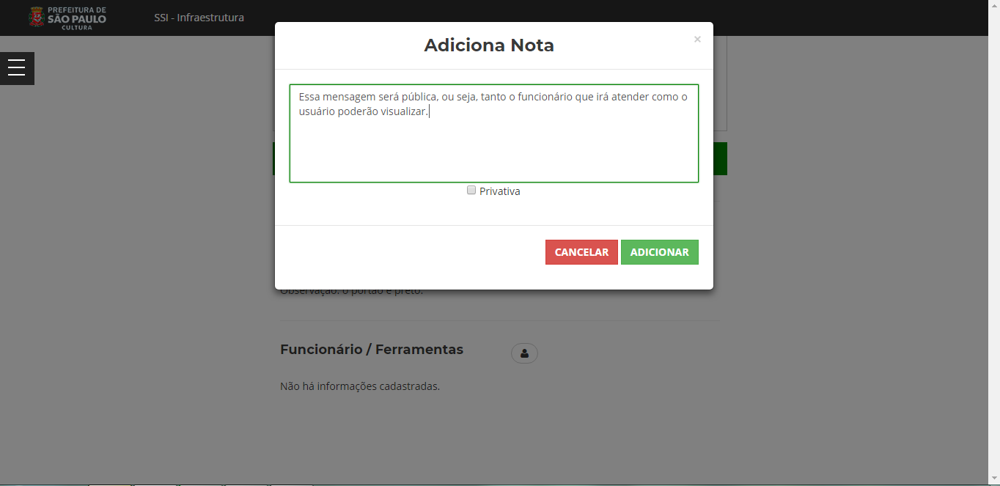 PREFEITURA DE
SÃO PAULO
CULTURA
SSI - Infraestrutura
Adiciona Nota
×
Essa mensagem será pública, ou seja, tanto o funcionário que irá atender como o
usuário poderão visualizar.
Privativa
CANCELAR
ADICIONAR
Observação: o portão é preto.
Funcionário / Ferramentas
Não há informações cadastradas.